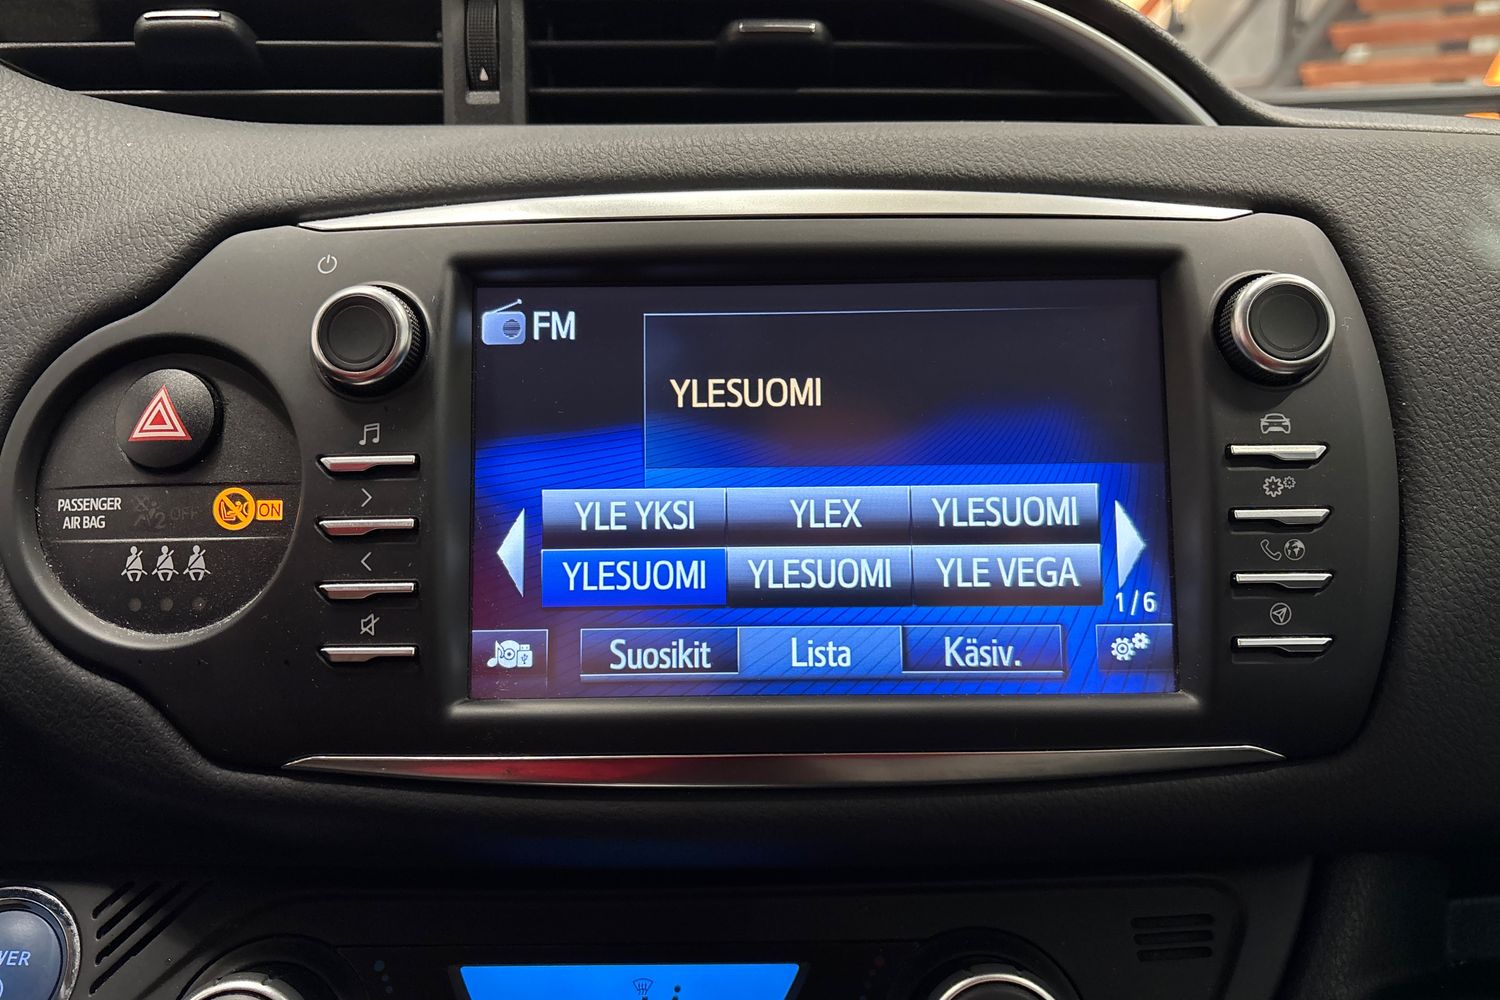 FM
YLESUOMI
YLE YKSI YLEX YLESUOMI
YLESUOMI YLESUOMI YLE VEGA
1/6
Suosikit Lista Käsiv.
PASSENGER
AIR BAG
2 OFF ON